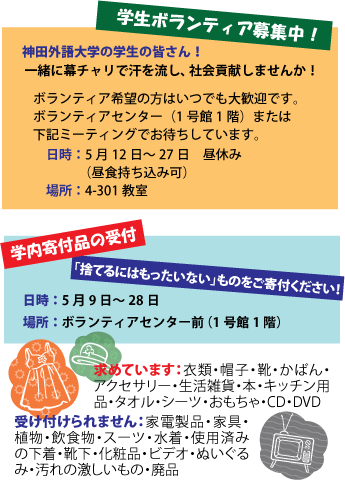 学生ボランティア募集中！
神田外語大学の学生の皆さん！
一緒に幕チャリで汗を流し、社会貢献しませんか！
ボランティア希望の方はいつでも大歓迎です。
ボランティアセンター（1号館1階）または
下記ミーティングでお待ちしています。
日時：5月12日～27日　昼休み
（昼食持ち込み可）
場所：4-301教室
学内寄付品の受付
「捨てるにはもったいない」ものをご寄付ください！
日時：5月9日～28日
場所：ボランティアセンター前（1号館1階）
求めています：衣類・帽子・靴・かばん・
アクセサリー・生活雑貨・本・キッチン用
品・タオル・シーツ・おもちゃ・CD・DVD
受け付けられません：家電製品・家具・
植物・飲食物・スーツ・水着・使用済み
の下着・靴下・化粧品・ビデオ・ぬいぐる
み・汚れの激しいもの・廃品